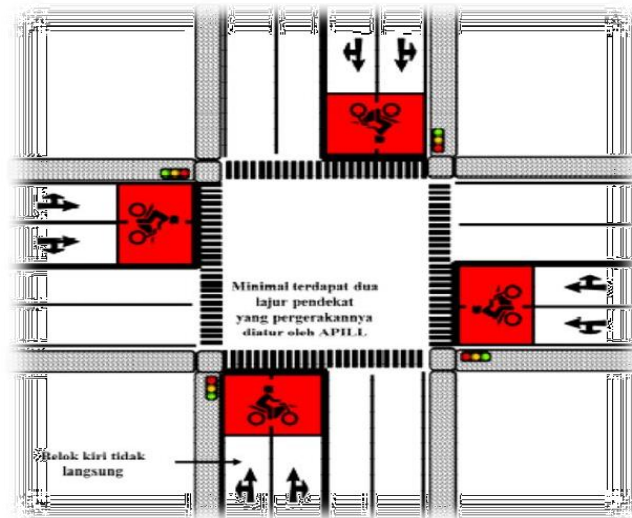 Minimal terdapat dua
lajur pendekat
yang pergerakannya
diatur oleh APILL
Belok kiri tidak
langsung